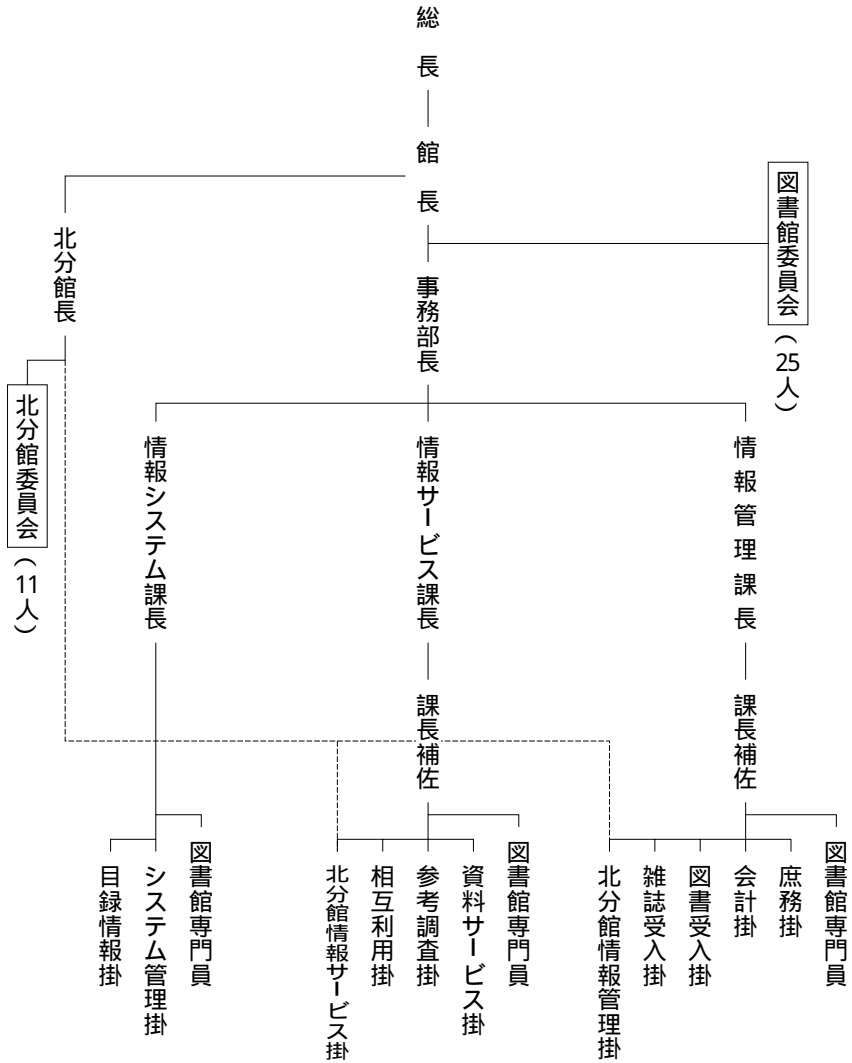 総長
館長
図書館委員会（25人）
北分館長
事務部長
北分館委員会（11人）
情報管理課長
情報サービス課長
情報システム課長
課長補佐
課長補佐
図書館専門員
庶務掛
会計掛
図書受入掛
雑誌受入掛
北分館情報管理掛
図書館専門員
資料サービス掛
参考調査掛
相互利用掛
北分館情報サービス掛
図書館専門員
システム管理掛
目録情報掛